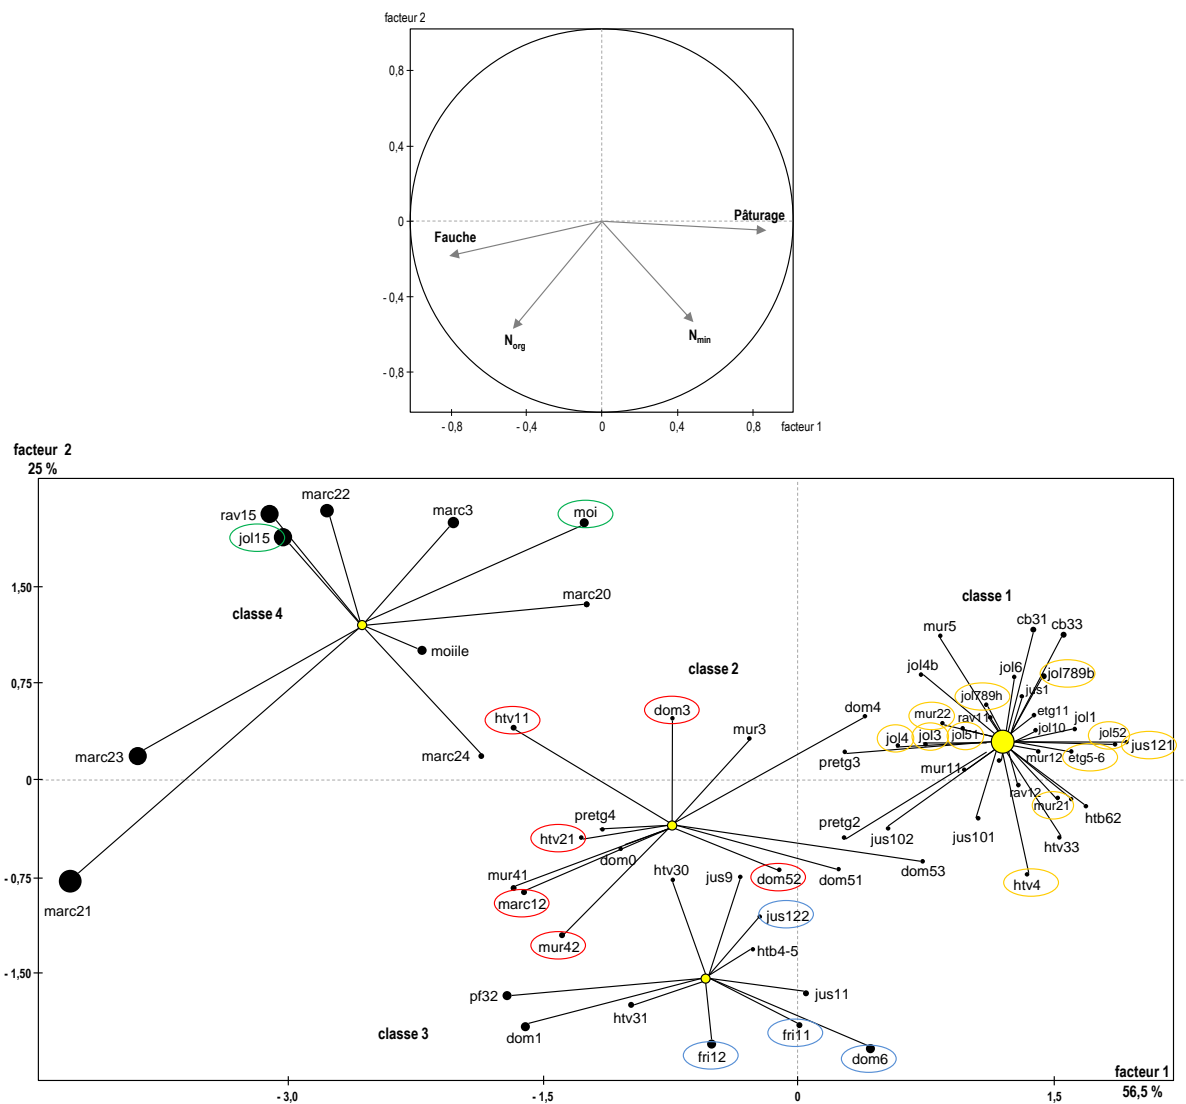 facteur 2
0,8
0,4
0
- 0,4
- 0,8
Pâturage
Fauche
N_org
N_min
- 0,8
- 0,4
0
0,4
0,8
facteur 1
facteur 2
25 %
1,50
0,75
0
- 0,75
- 1,50
marc22
rav15
jol15
marc3
moi
classe 4
marc20
moiile
marc23
marc24
marc21
classe 2
htv11
dom3
mur3
dom4
pretg4
htv21
dom0
mur41
marc12
mur42
dom52
dom51
dom53
classe 1
mur5
cb31
cb33
jol4b
jol6
jol789b
jol789h
jus1
mur22
rav11
etg11
jol4
jol3
jol51
jol10
jol1
jol52
jus121
pretg3
mur11
mur12
etg5-6
rav12
mur21
htb62
pretg2
jus102
jus101
htv33
htv4
htv30
jus9
jus122
htb4-5
pf32
jus11
htv31
dom1
classe 3
fri12
fri11
dom6
facteur 1
56,5 %
- 3,0
- 1,5
0
1,5